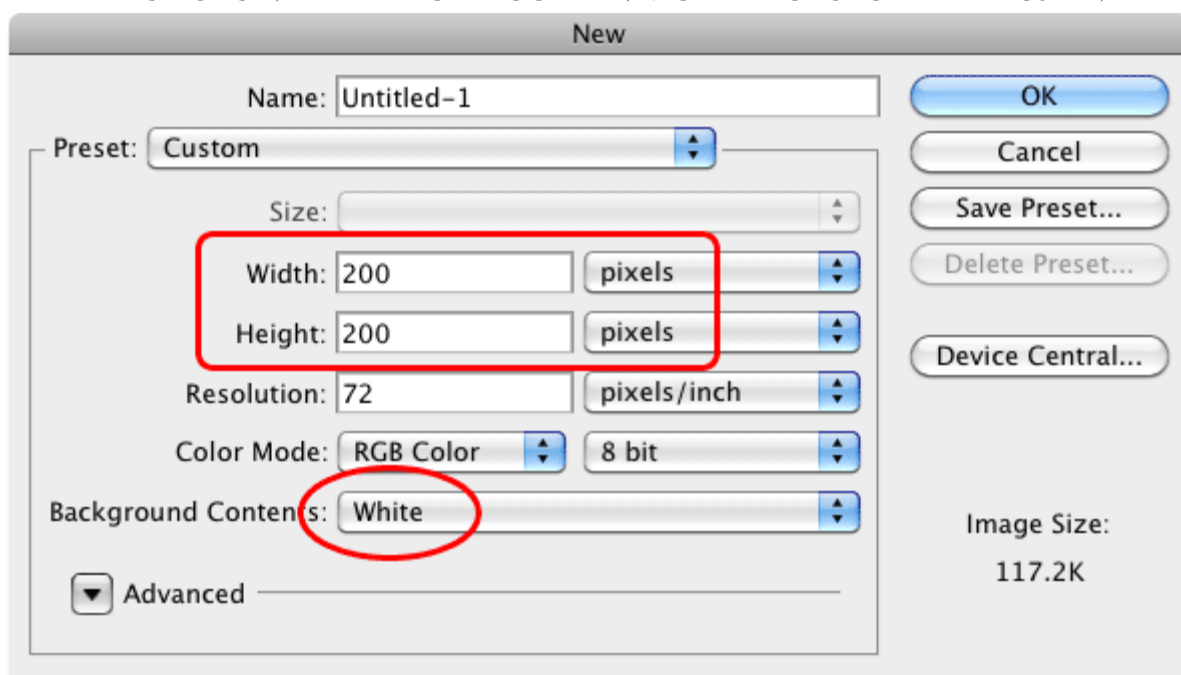 New
Name: Untitled-1
OK
Preset: Custom
Cancel
Size:
Save Preset...
Width: 200 pixels
Delete Preset...
Height: 200 pixels
Device Central...
Resolution: 72 pixels/inch
Color Mode: RGB Color 8 bit
Background Contents: White
Image Size:
117.2K
Advanced